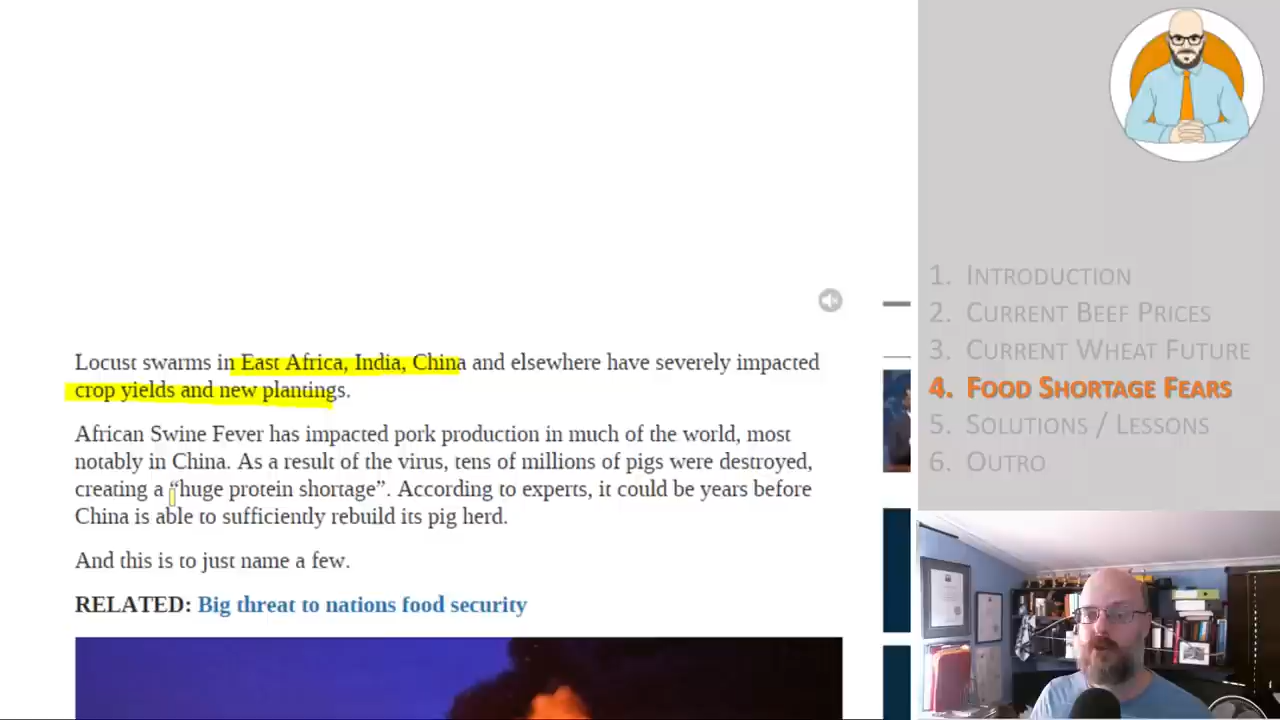 Locust swarms in East Africa, India, China and elsewhere have severely impacted
crop yields and new plantings.
African Swine Fever has impacted pork production in much of the world, most
notably in China. As a result of the virus, tens of millions of pigs were destroyed,
creating a “huge protein shortage”. According to experts, it could be years before
China is able to sufficiently rebuild its pig herd.
And this is to just name a few.
RELATED: Big threat to nations food security
1. Introduction
2. Current Beef Prices
3. Current Wheat Future
4. Food Shortage Fears
5. Solutions / Lessons
6. Outro